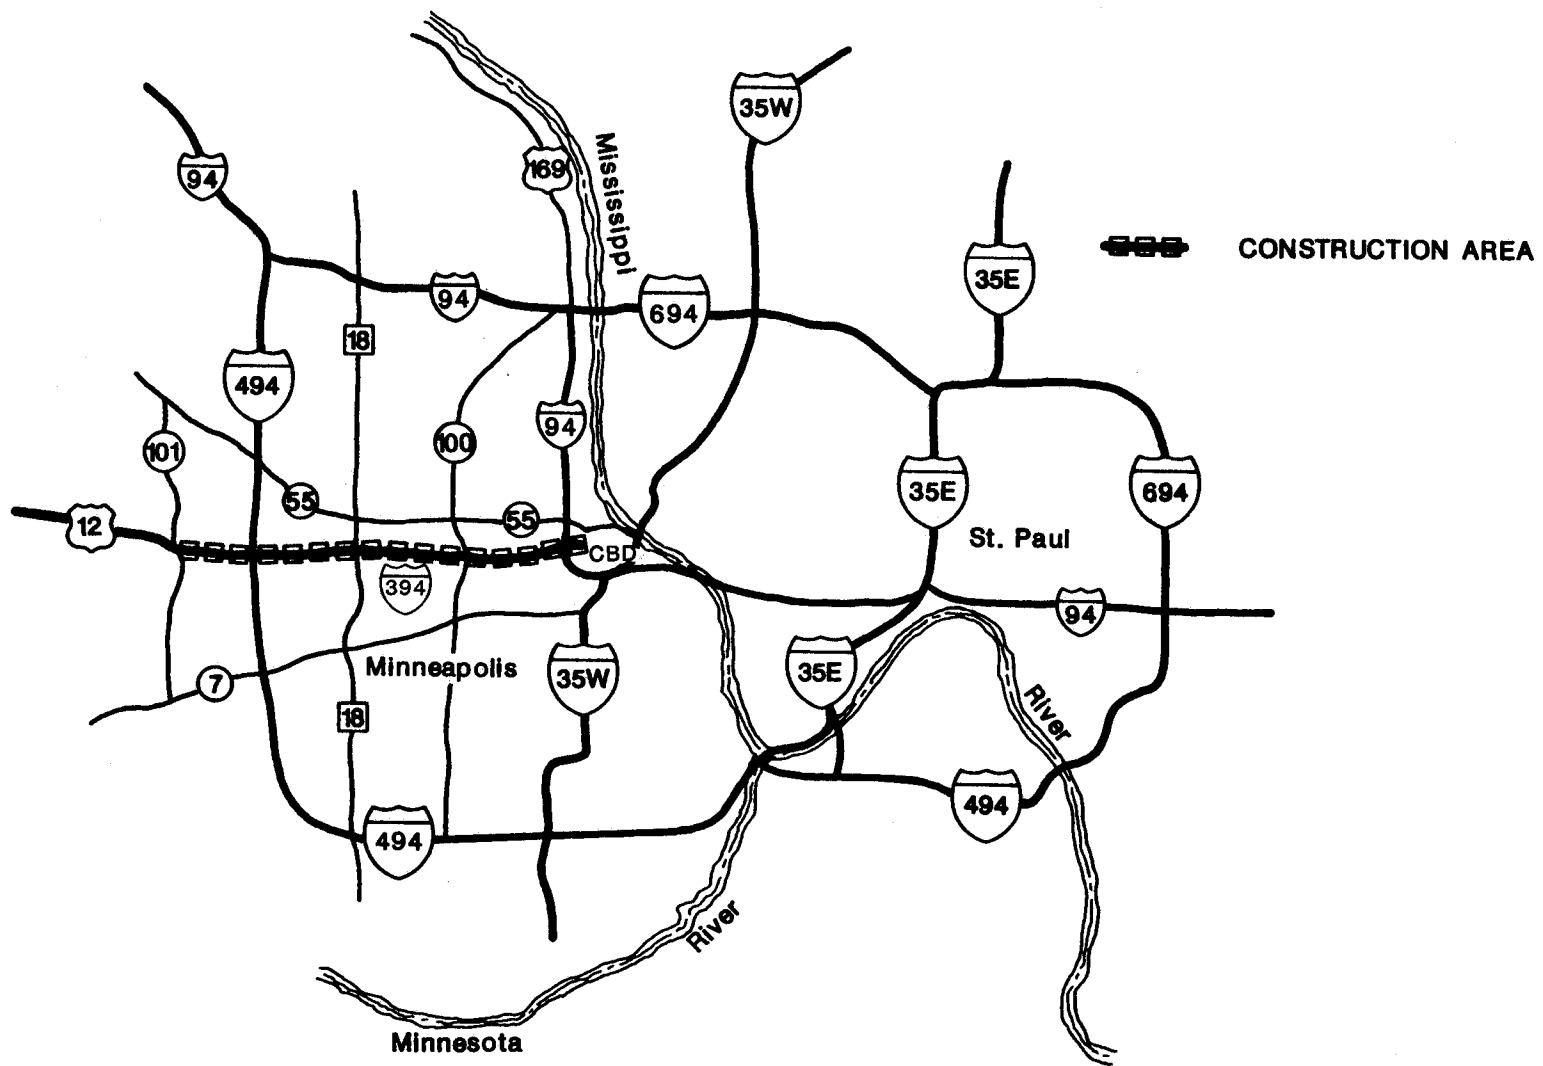 35W
169
Mississippi
94
35E
CONSTRUCTION AREA
94
694
18
494
94
100
101
35E
694
55
55
12
St. Paul
CBD
394
94
Minneapolis
35W
35E
7
River
18
494
494
River
Minnesota